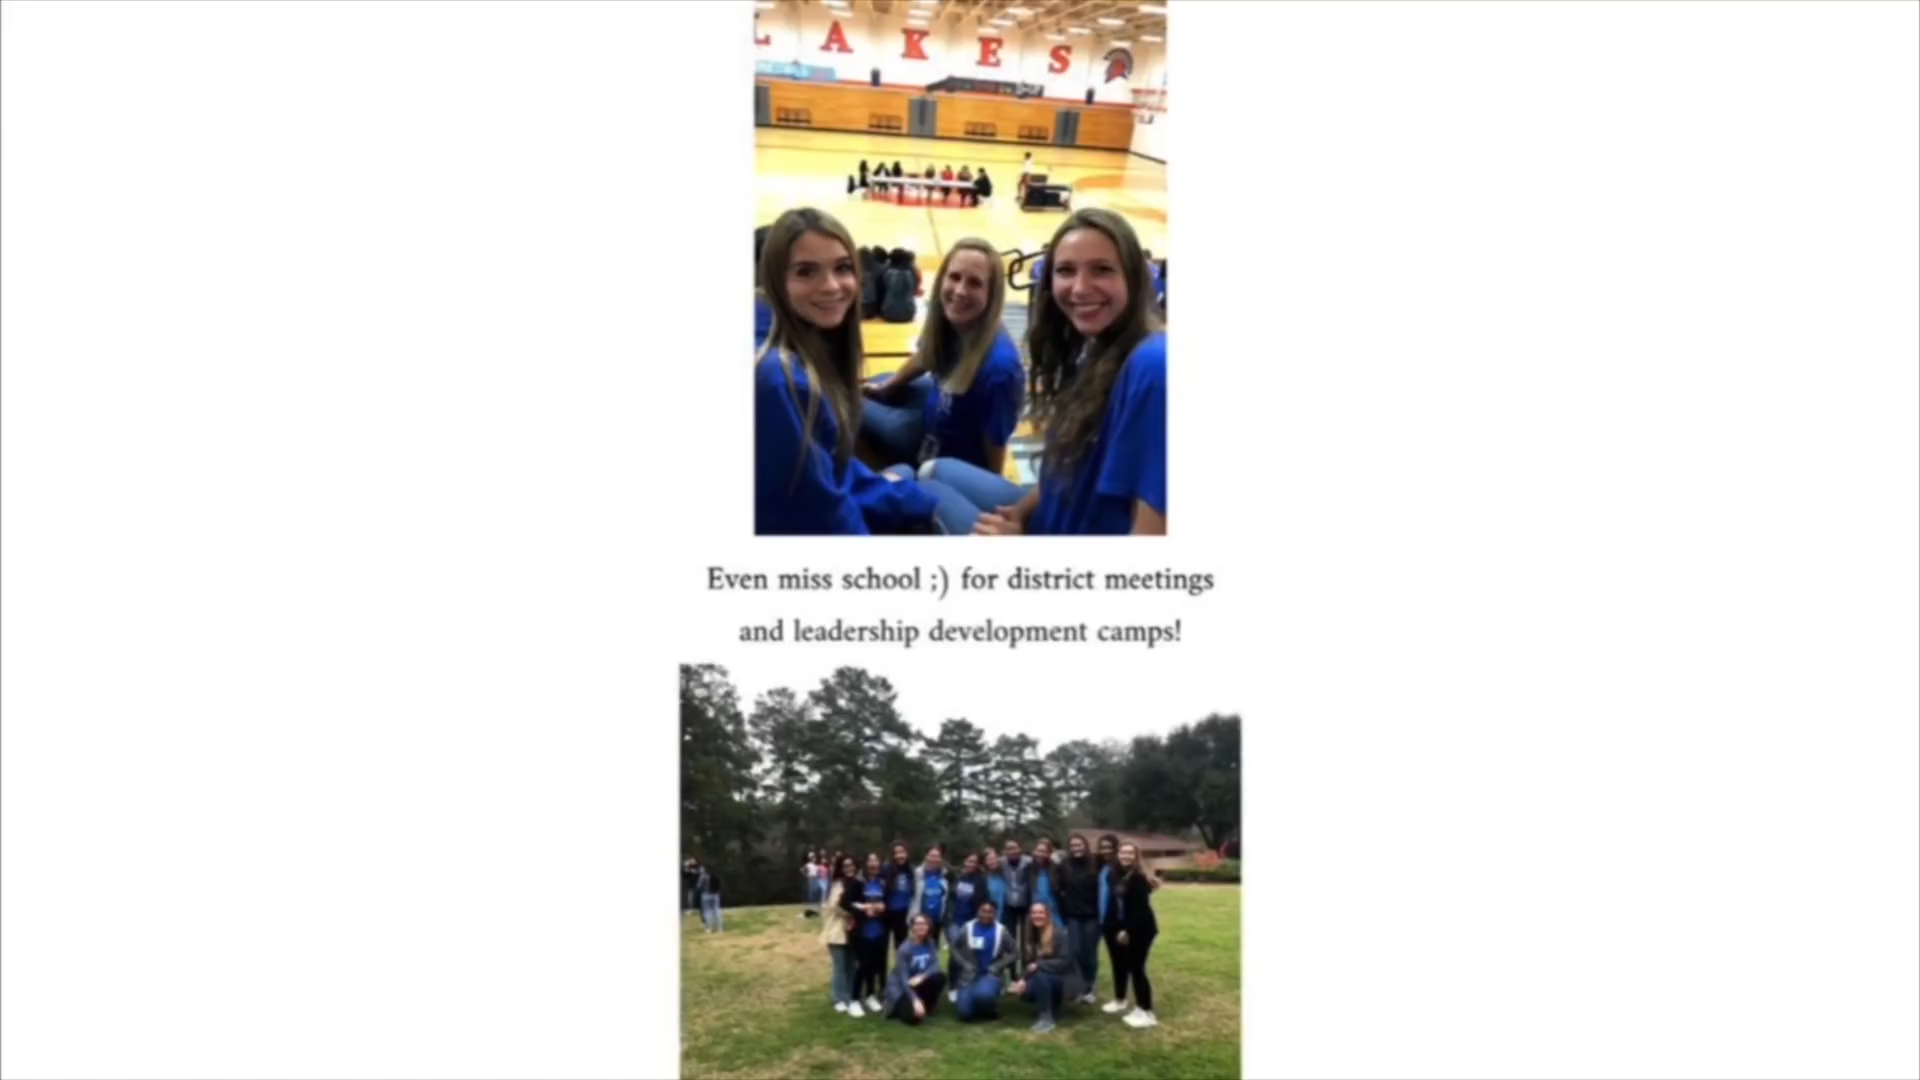 LAKES
Even miss school ;) for district meetings
and leadership development camps!